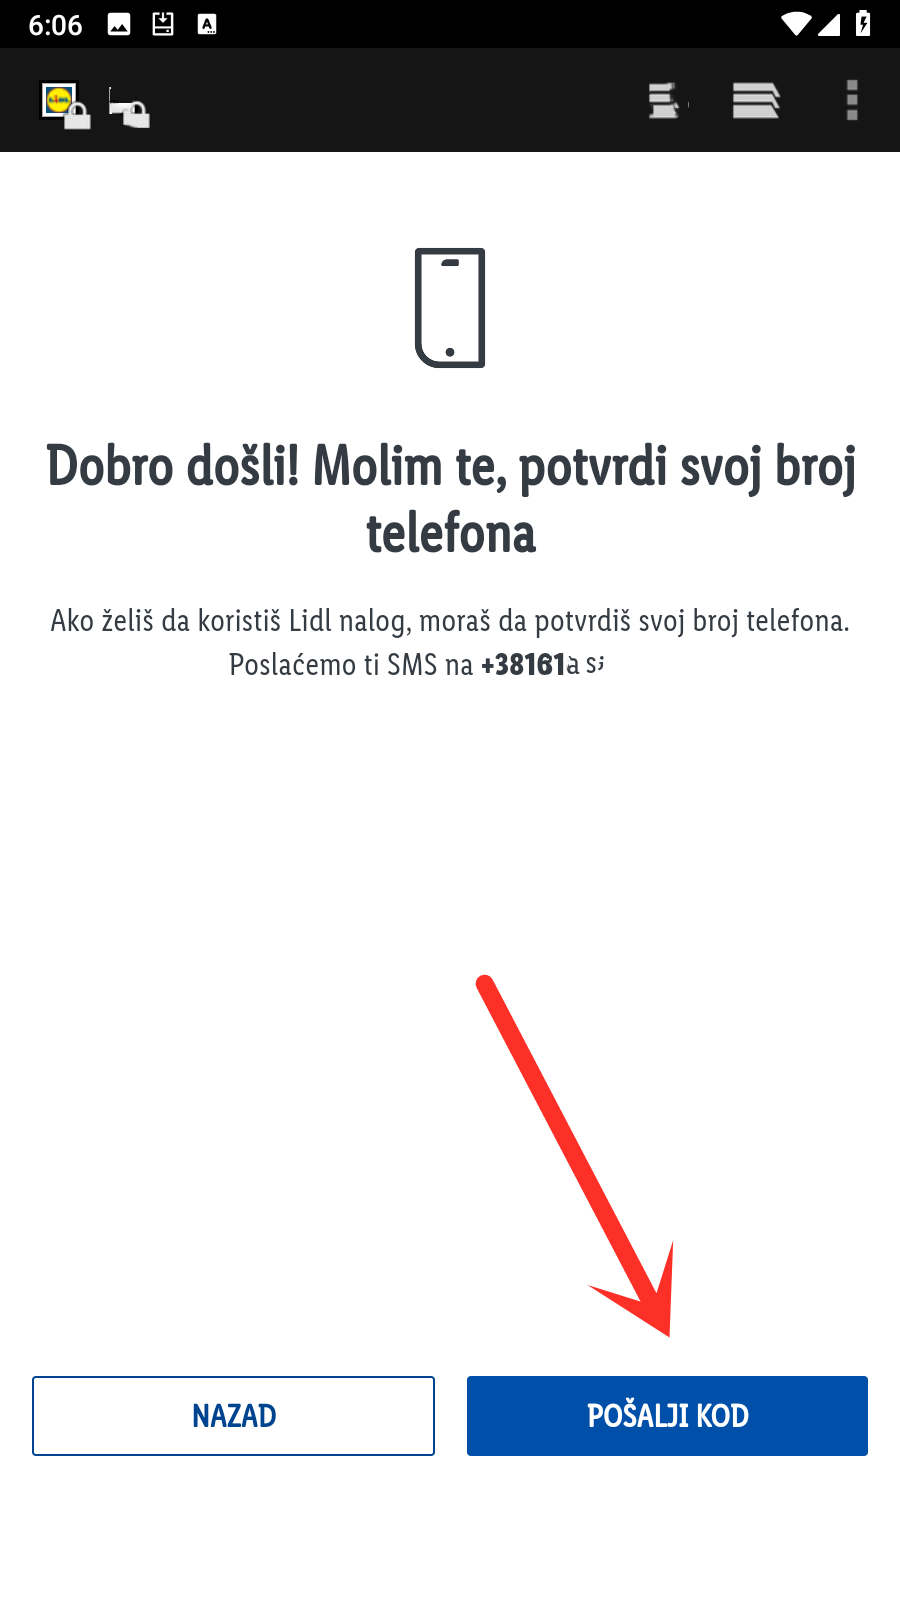 6:06
Dobro došli! Molim te, potvrdi svoj broj
telefona
Ako želiš da koristiš Lidl nalog, moraš da potvrdiš svoj broj telefona.
Poslaćemo ti SMS na +38161
NAZAD
POŠALJI KOD